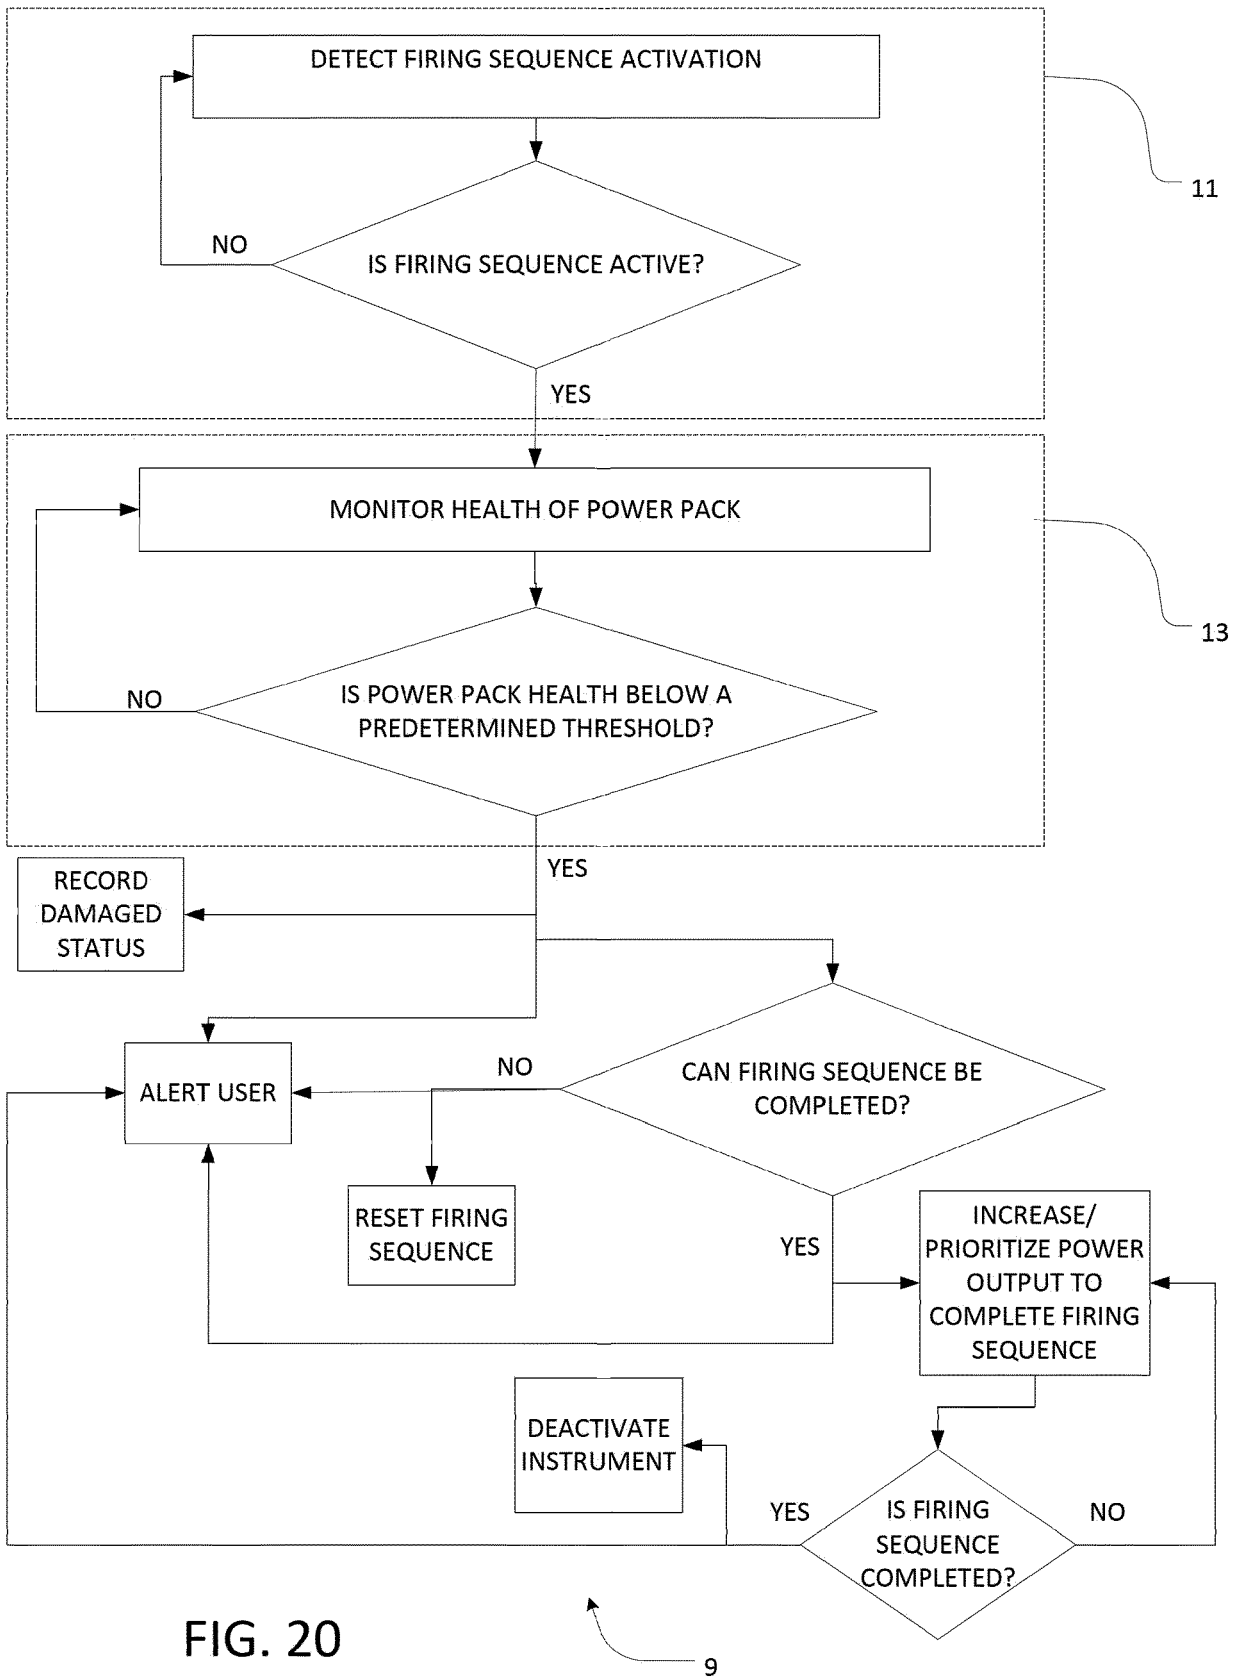 DETECT FIRING SEQUENCE ACTIVATION
11
NO
IS FIRING SEQUENCE ACTIVE?
YES
MONITOR HEALTH OF POWER PACK
13
NO
IS POWER PACK HEALTH BELOW A
PREDETERMINED THRESHOLD?
YES
RECORD
DAMAGED
STATUS
ALERT USER
NO
CAN FIRING SEQUENCE BE
COMPLETED?
RESET FIRING
SEQUENCE
YES
INCREASE/
PRIORITIZE POWER
OUTPUT TO
COMPLETE FIRING
SEQUENCE
DEACTIVATE
INSTRUMENT
YES
IS FIRING
SEQUENCE
COMPLETED?
NO
FIG. 20
9